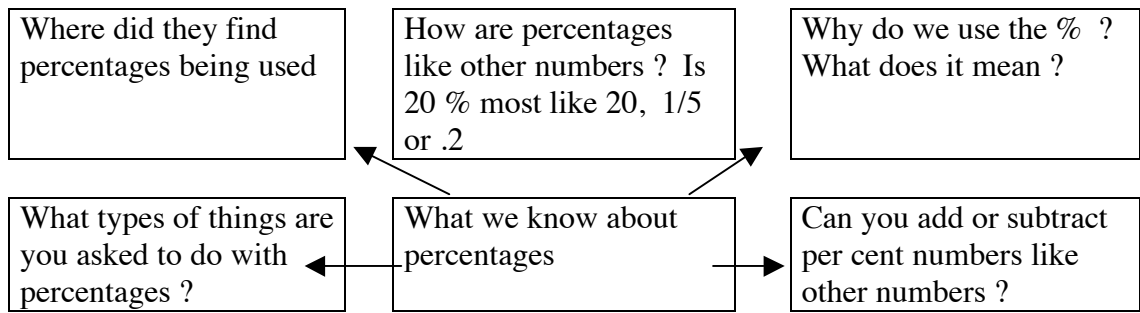 Where did they find
percentages being used
How are percentages
like other numbers ?  Is
20 % most like 20,  1/5
or .2
Why do we use the %  ?
What does it mean ?
What types of things are
you asked to do with
percentages ?
What we know about
percentages
Can you add or subtract
per cent numbers like
other numbers ?